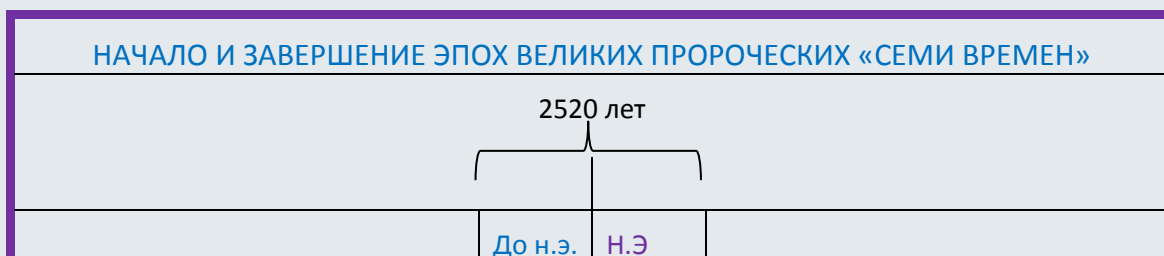 НАЧАЛО И ЗАВЕРШЕНИЕ ЭПОХ ВЕЛИКИХ ПРОРОЧЕСКИХ «СЕМИ ВРЕМЕН»
2520 лет
До н.э. Н.Э